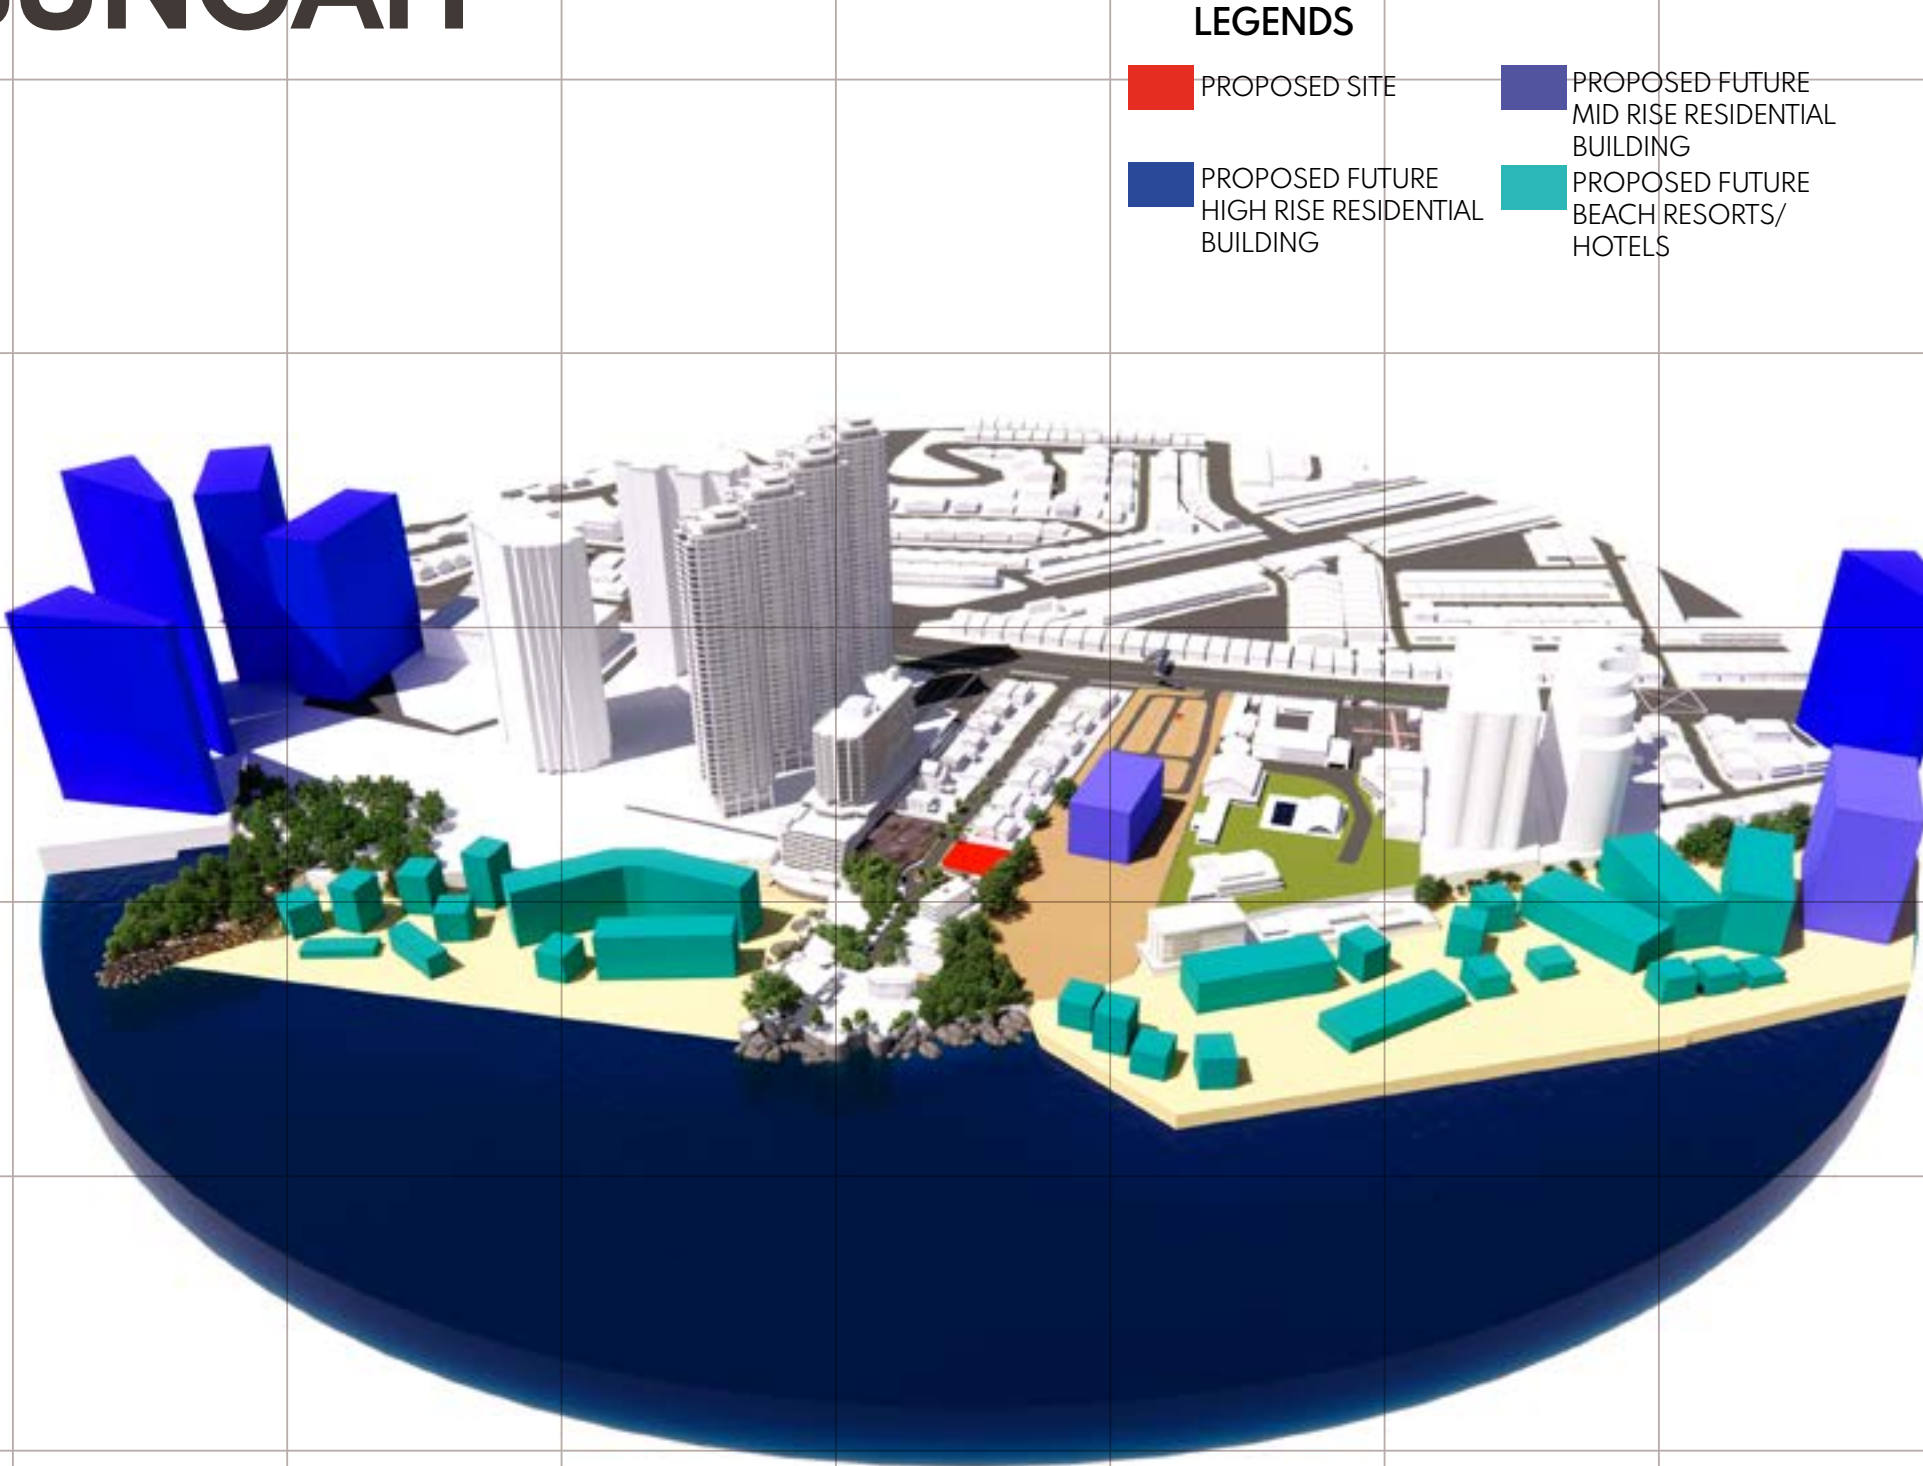 LEGENDS
PROPOSED SITE
PROPOSED FUTURE
HIGH RISE RESIDENTIAL
BUILDING
PROPOSED FUTURE
MID RISE RESIDENTIAL
BUILDING
PROPOSED FUTURE
BEACH RESORTS/
HOTELS